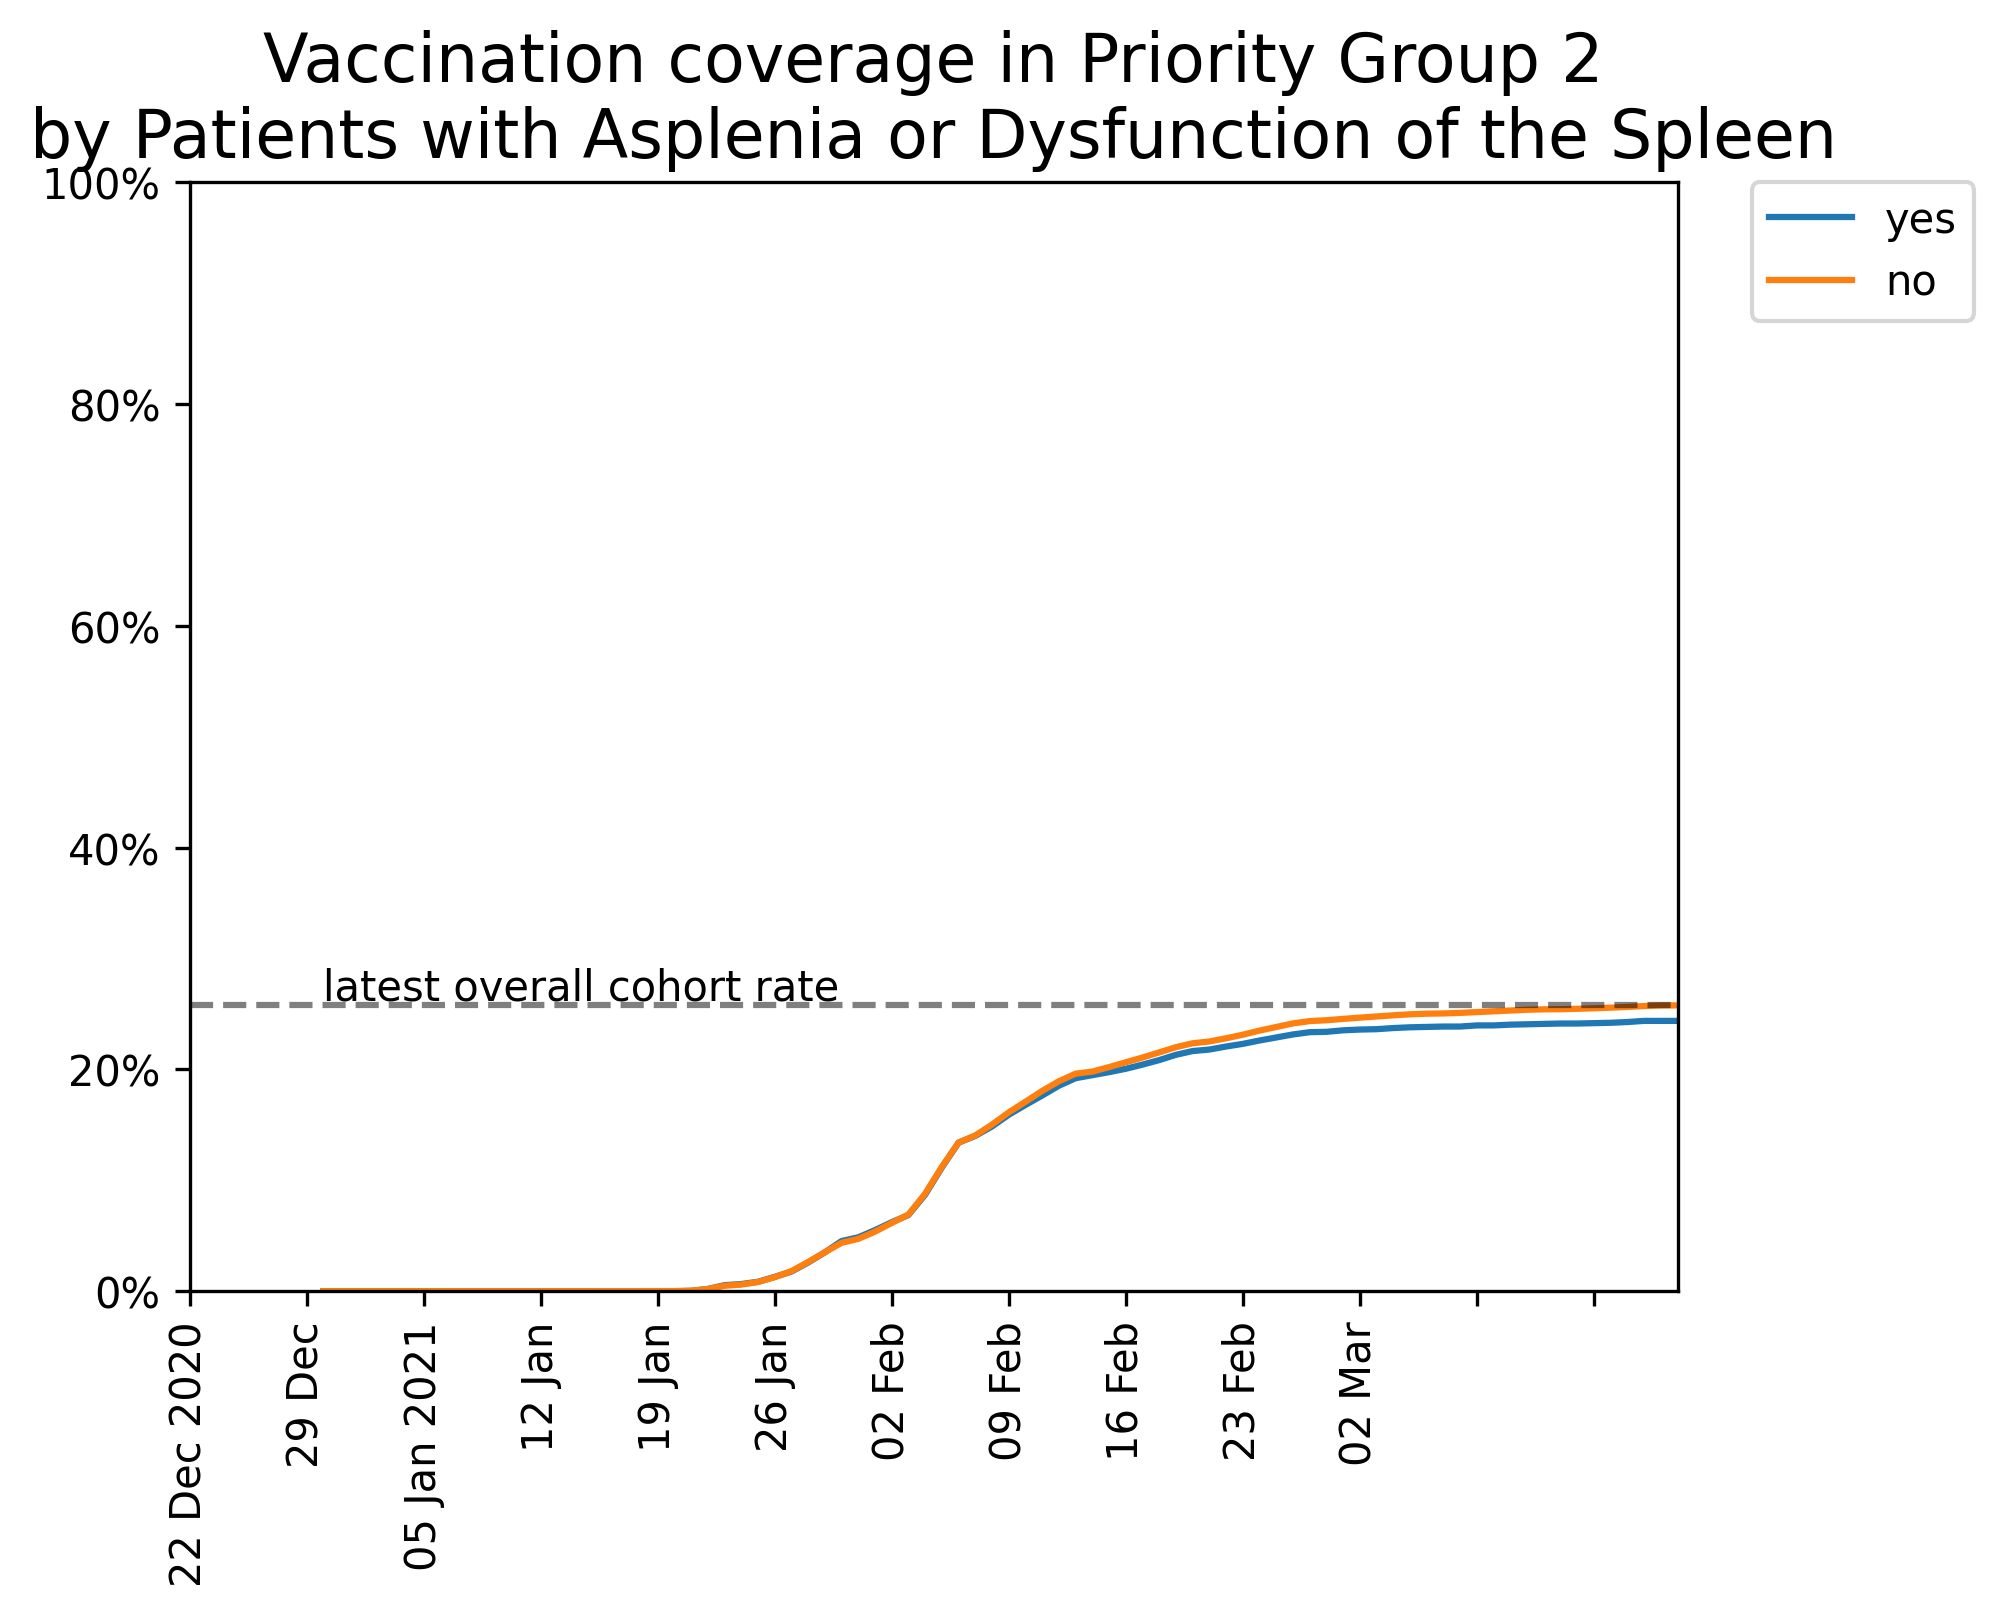 Vaccination coverage in Priority Group 2
by Patients with Asplenia or Dysfunction of the Spleen
100%
80%
60%
40%
20%
0%
yes
no
latest overall cohort rate
22 Dec 2020
29 Dec
05 Jan 2021
12 Jan
19 Jan
26 Jan
02 Feb
09 Feb
16 Feb
23 Feb
02 Mar